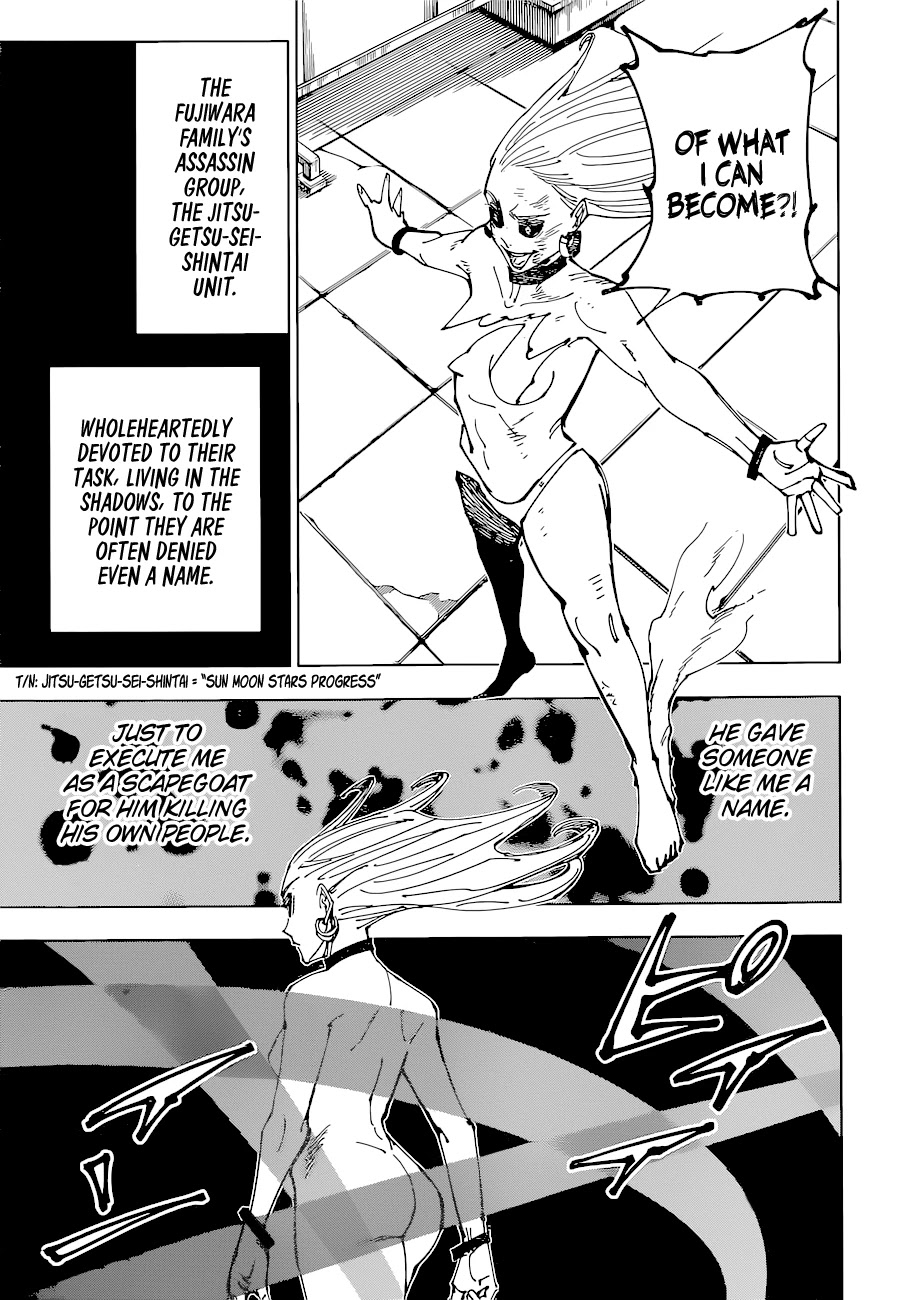 OF WHAT
I CAN
BECOME?!
THE
FUJIWARA
FAMILY'S
ASSASSIN
GROUP,
THE JITSU-
GETSU-SEI-
SHINTAI
UNIT.
WHOLEHEARTEDLY
DEVOTED TO THEIR
TASK, LIVING IN THE
SHADOWS, TO THE
POINT THEY ARE
OFTEN DENIED
EVEN A NAME.
T/N: JITSU-GETSU-SEI-SHINTAI = "SUN MOON STARS PROGRESS"
HE GAVE
SOMEONE
LIKE ME A
NAME.
JUST TO
EXECUTE ME
AS A SCAPEGOAT
FOR HIM KILLING
HIS OWN PEOPLE.
ピ